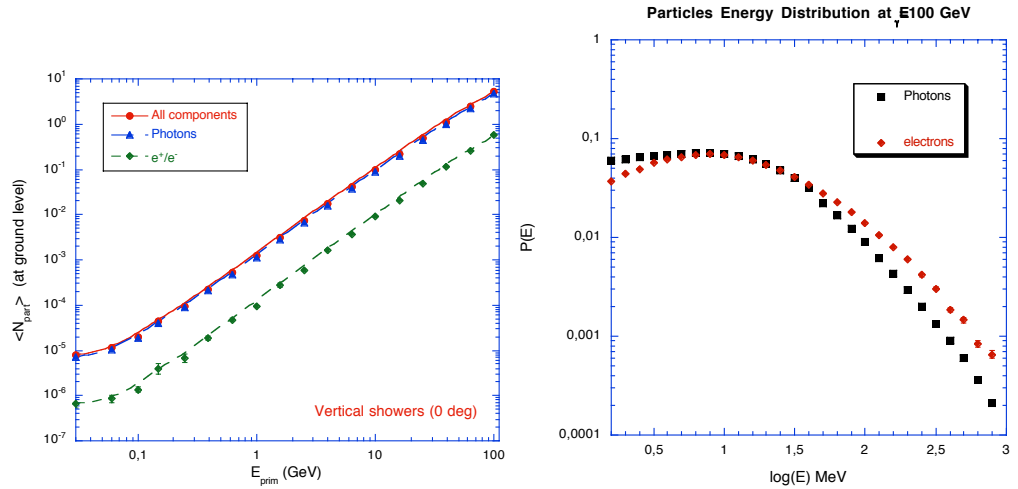 10^1
10^0
10^-1
10^-2
10^-3
10^-4
10^-5
10^-6
10^-7
<N_part> (at ground level)
All components
- Photons
e^+/e^-
Vertical showers (0 deg)
0,1
1
10
100
E_prim (GeV)
Particles Energy Distribution at E_γ=100 GeV
1
0,1
0,01
0,001
0,0001
P(E)
Photons
electrons
0,5
1
1,5
2
2,5
3
log(E) MeV